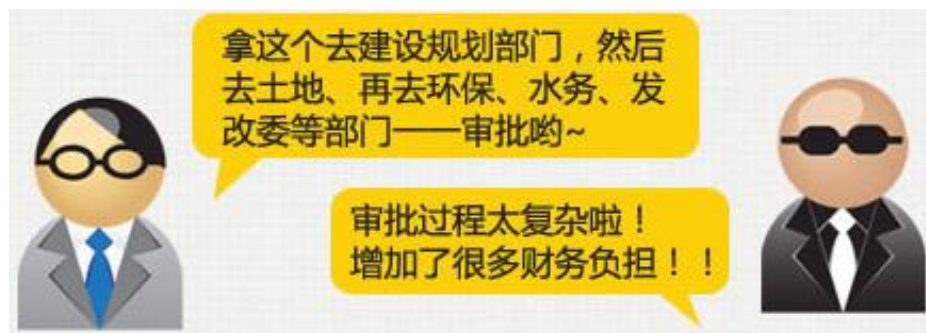 拿这个去建设规划部门，然后
去土地、再去环保、水务、发
改委等部门——审批哟~
审批过程太复杂啦！
增加了很多财务负担！！